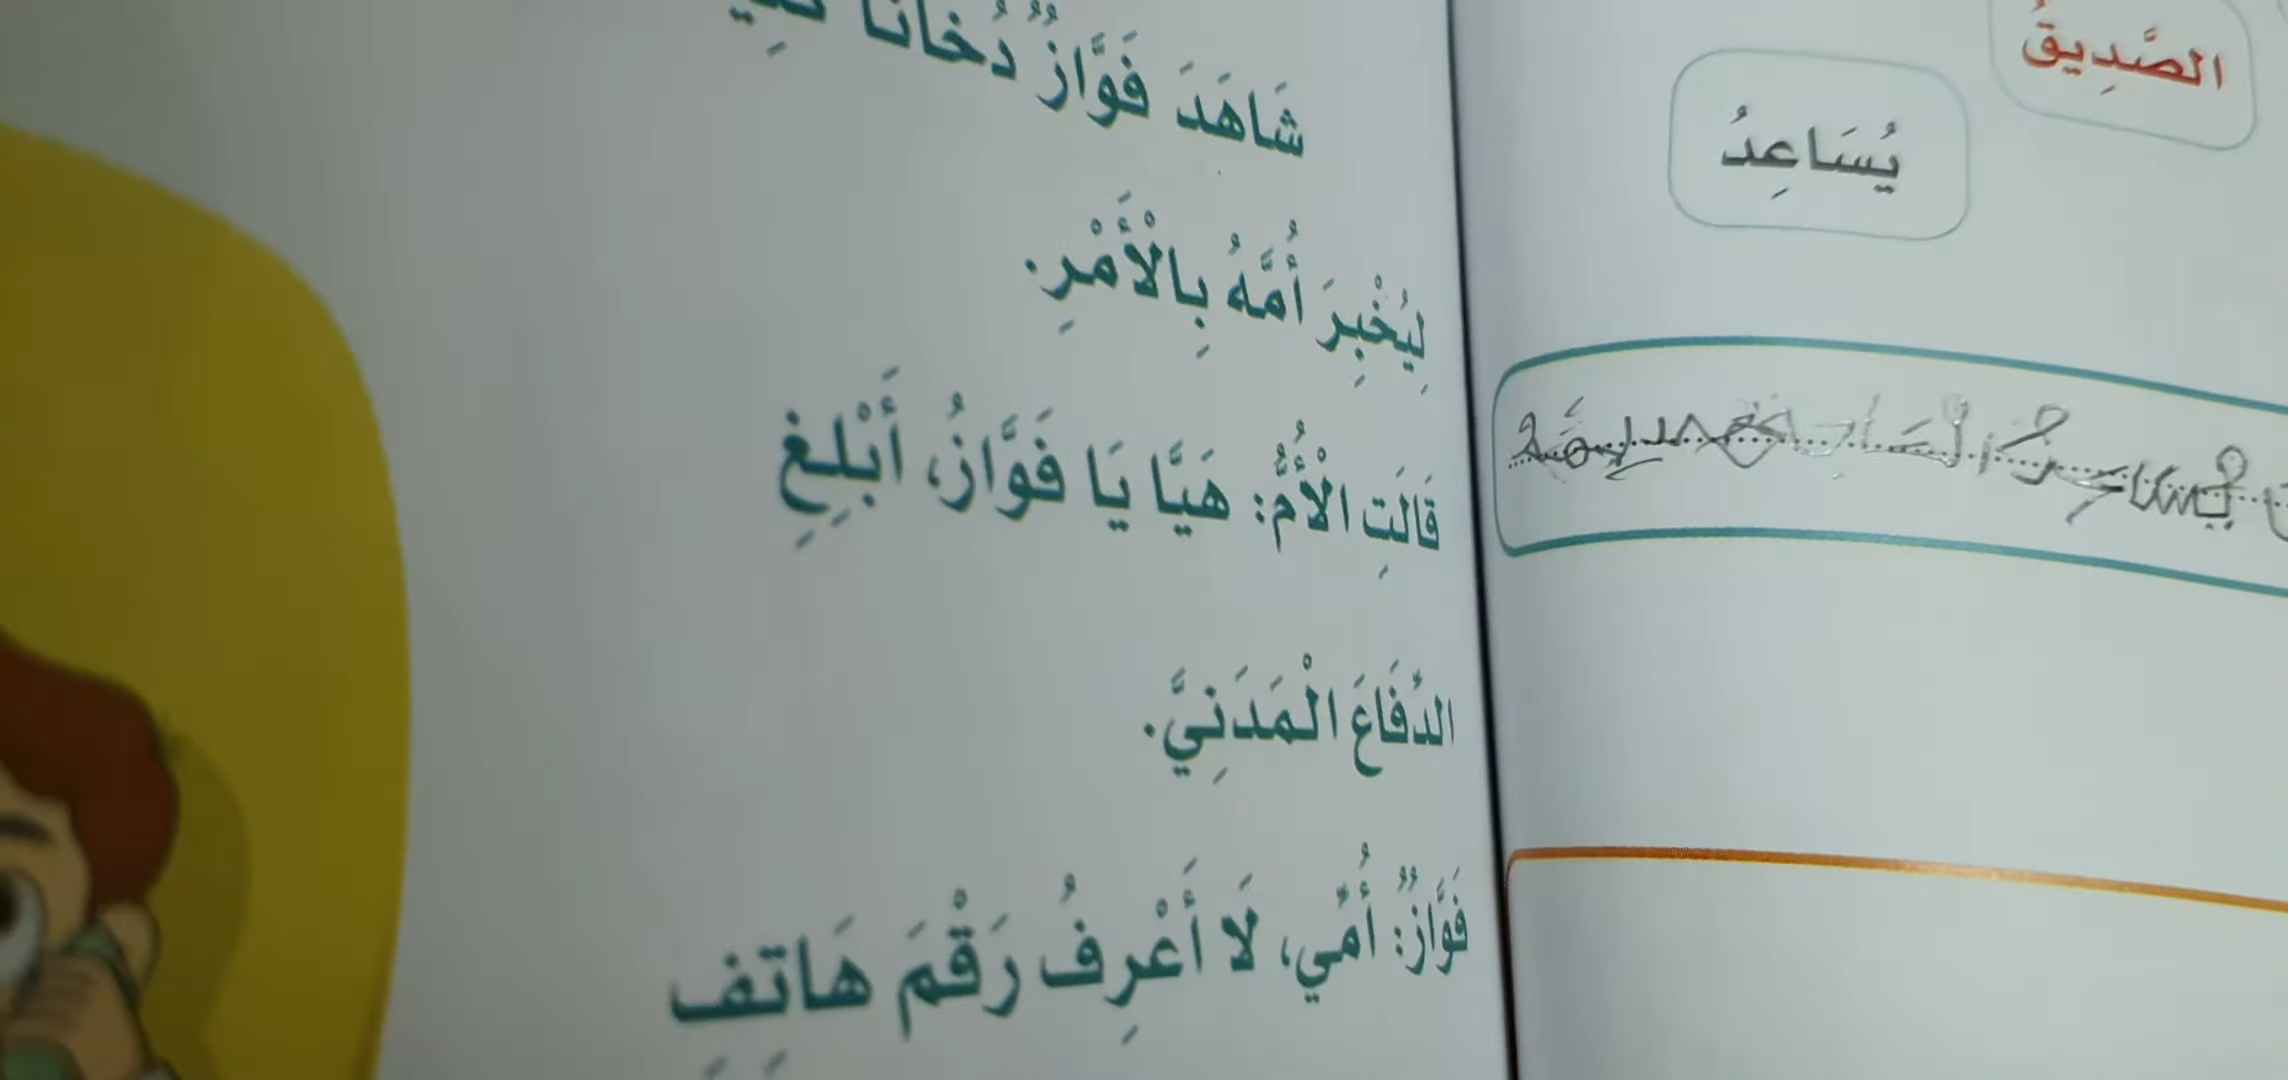 الصَّدِيقُ
يُسَاعِدُ
شَاهَدَ فَوَّازٌ دُخَانًا
لِيُخْبِرَ أُمَّهُ بِالْأَمْرِ.
قَالَتِ الْأُمُّ: هَيَّا يَا فَوَّازُ، أَبْلِغِ
الدِّفَاعَ الْمَدَنِيَّ.
فَوَّازٌ: أُمِّي، لَا أَعْرِفُ رَقْمَ هَاتِفِ